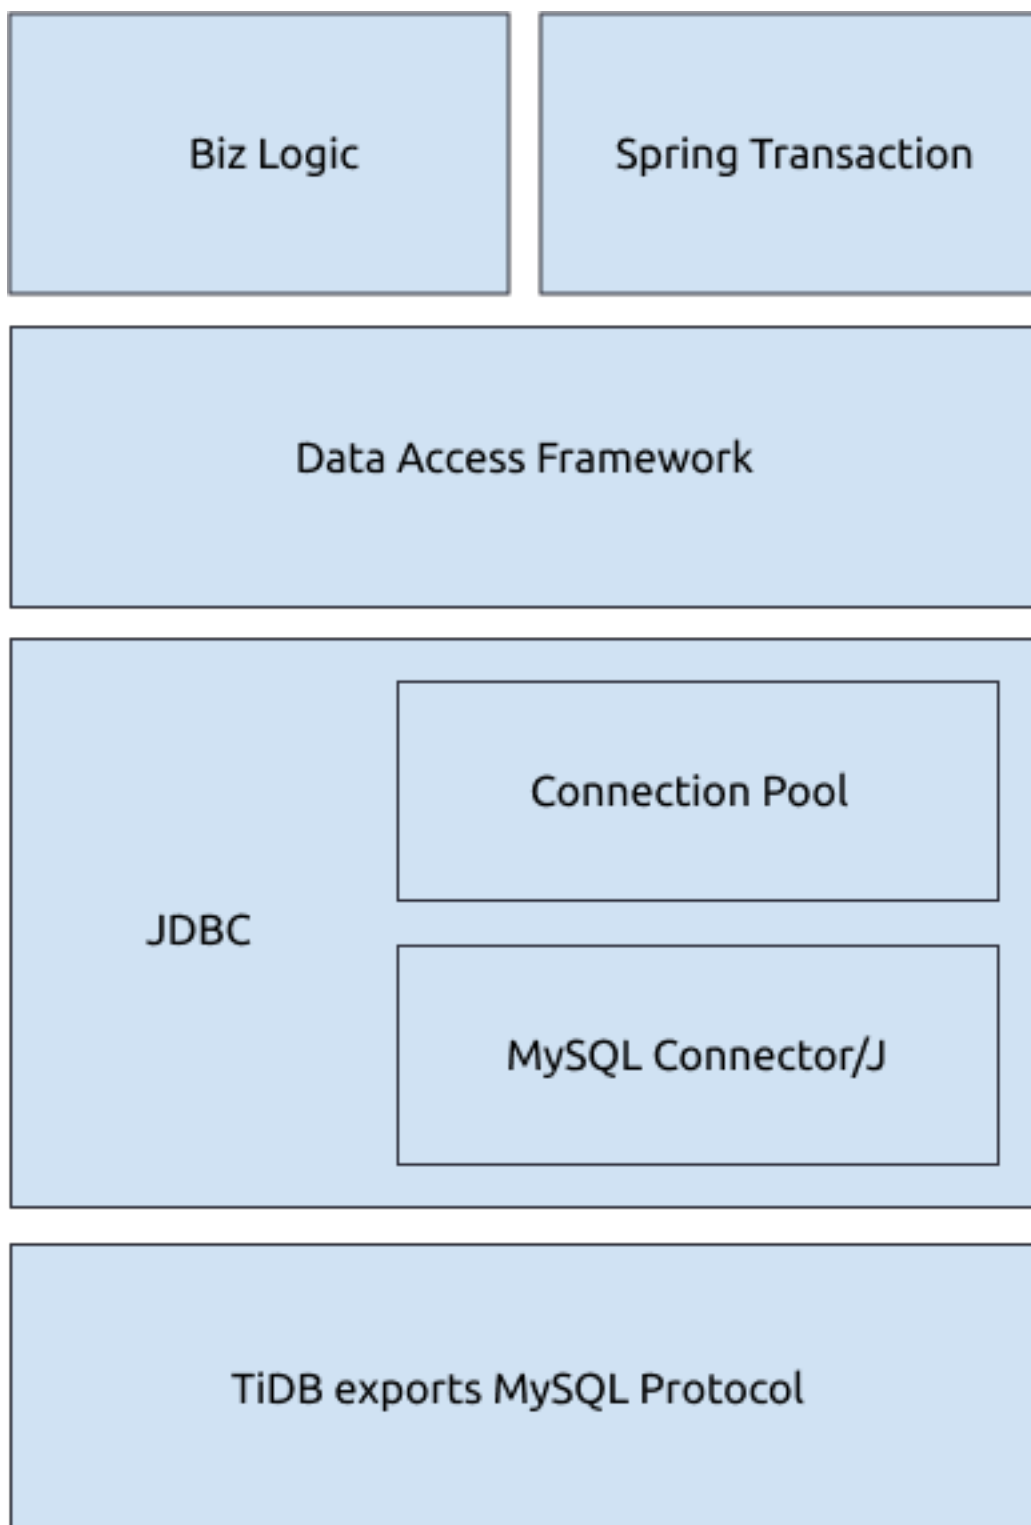 Biz Logic
Spring Transaction
Data Access Framework
Connection Pool
JDBC
MySQL Connector/J
TiDB exports MySQL Protocol